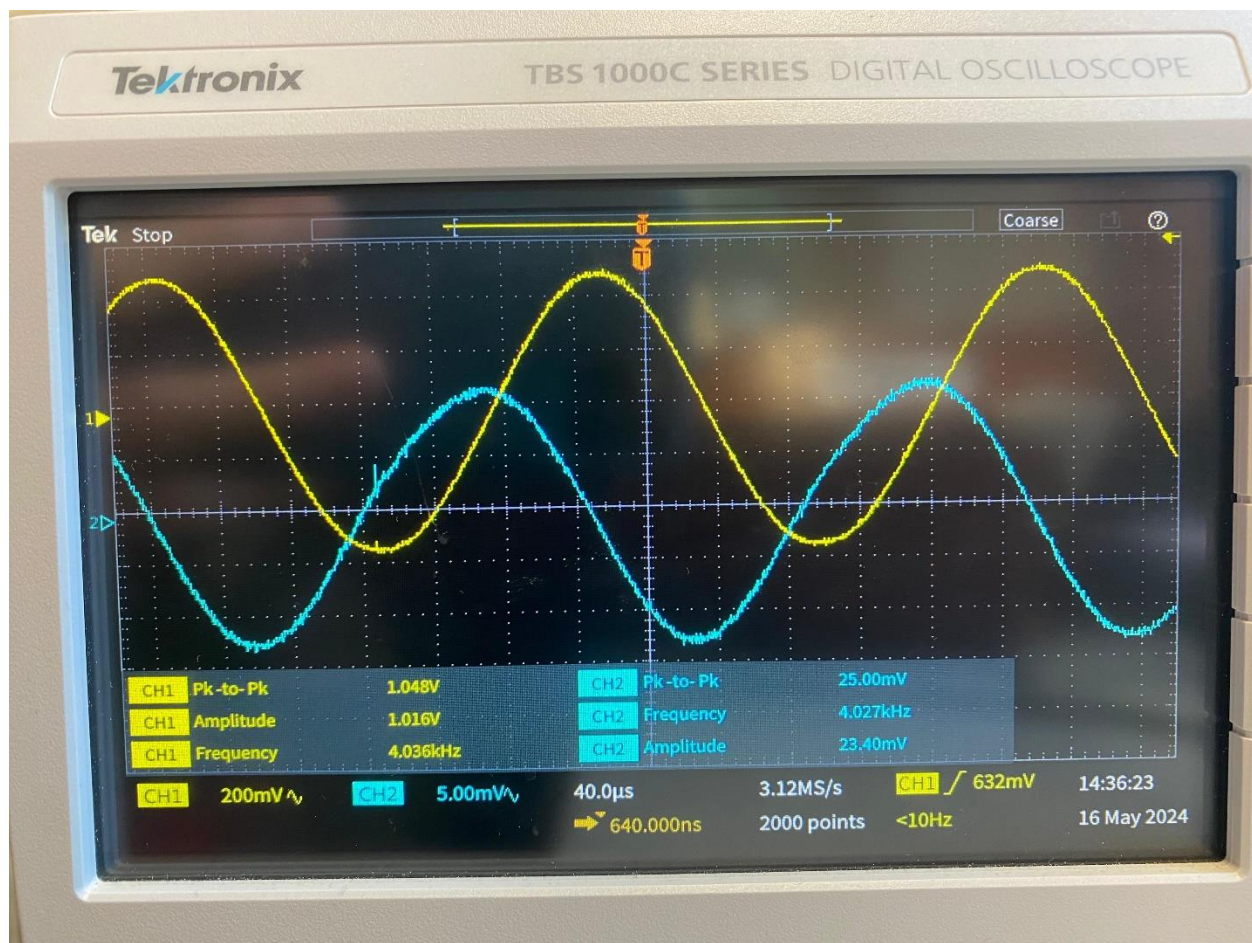 Tektronix TBS 1000C SERIES DIGITAL OSCILLOSCOPE
Tek Stop T Coarse ?
T
1
2
CH1 Pk-to-Pk 1.048V CH2 Pk-to-Pk 25.00mV
CH1 Amplitude 1.016V CH2 Frequency 4.027kHz
CH1 Frequency 4.036kHz CH2 Amplitude 23.40mV
CH1 200mV CH2 5.00mV 40.0µs 3.12MS/s CH1 632mV 14:36:23
640.000ns 2000 points <10Hz 16 May 2024